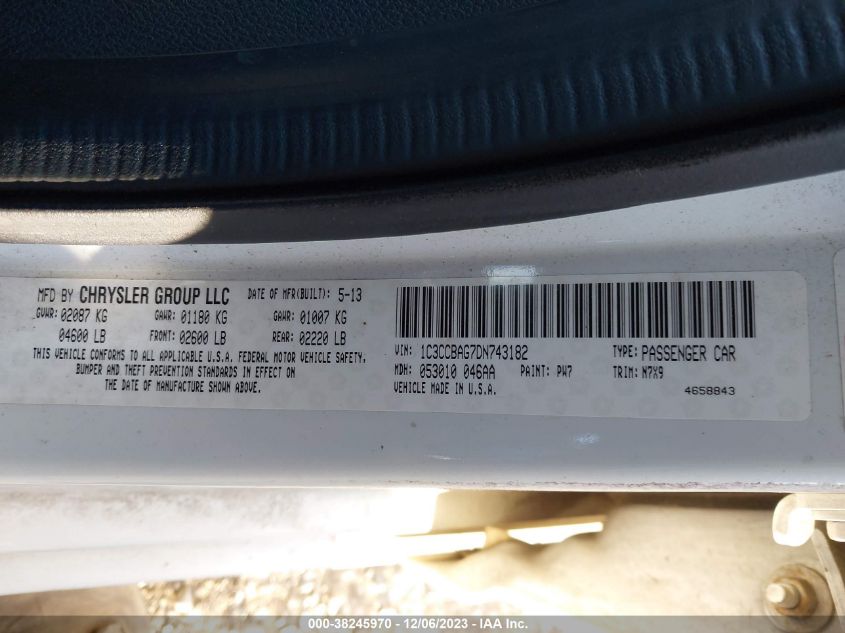 MFD BY CHRYSLER GROUP LLC DATE OF MFR(BUILT): 5-13
GVWR: 02087 KG GAWR: 01180 KG GAWR: 01007 KG
04600 LB FRONT: 02600 LB REAR: 02220 LB
THIS VEHICLE CONFORMS TO ALL APPLICABLE U.S.A. FEDERAL MOTOR VEHICLE SAFETY,
BUMPER AND THEFT PREVENTION STANDARDS IN EFFECT ON
THE DATE OF MANUFACTURE SHOWN ABOVE.
VIN: 1C3CCBAG7DN743182 TYPE: PASSENGER CAR
MDH: 053010 046AA PAINT: PW7 TRIM: N7X9
VEHICLE MADE IN U.S.A. 4658843
000-38245970 - 12/06/2023 - IAA Inc.